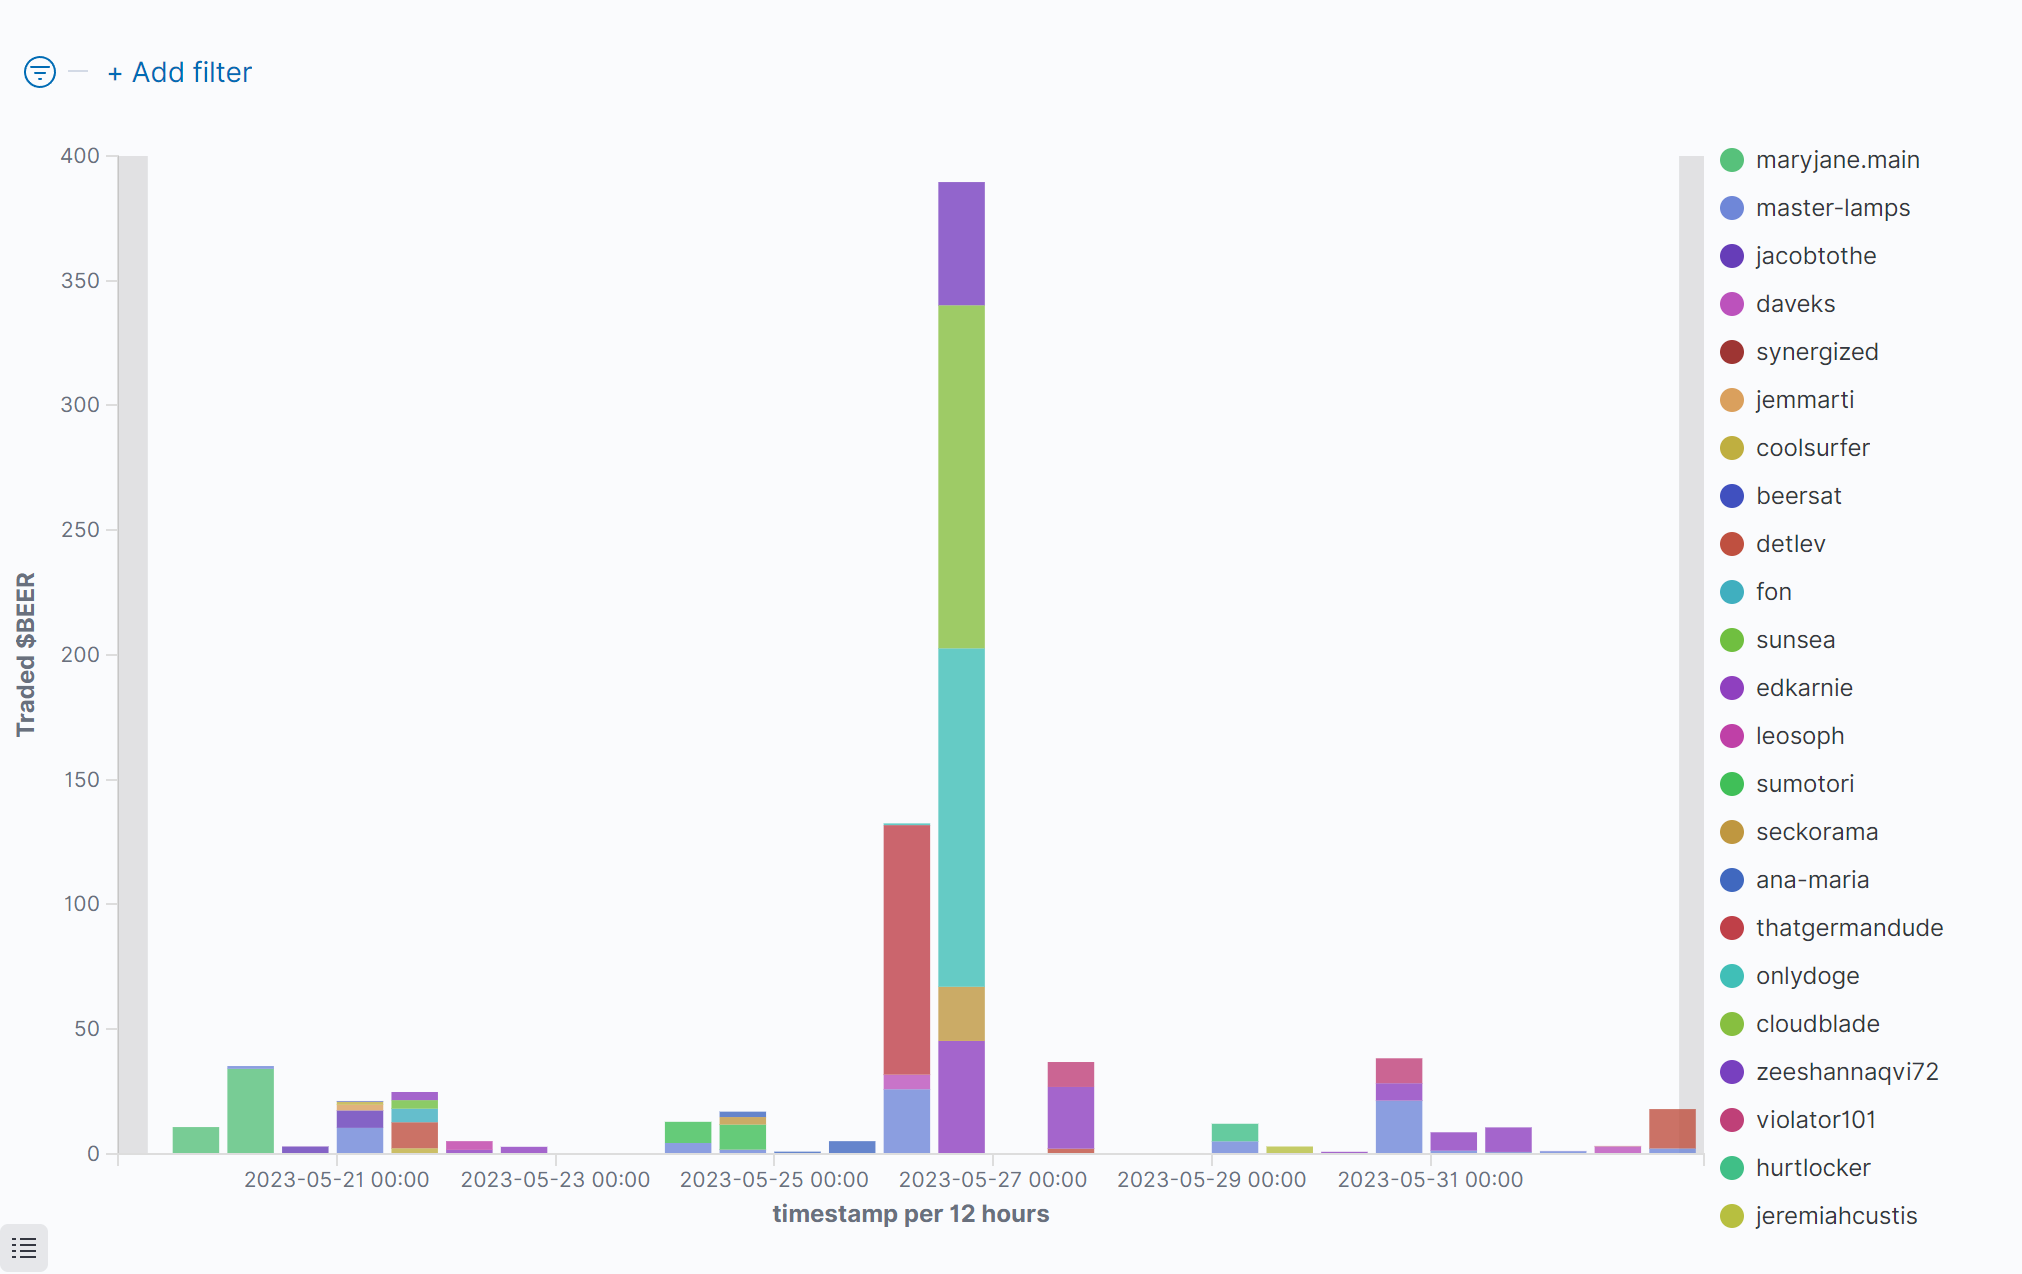 + Add filter
400
350
300
250
200
150
100
50
0
Traded $BEER
2023-05-21 00:00
2023-05-23 00:00
2023-05-25 00:00
2023-05-27 00:00
2023-05-29 00:00
2023-05-31 00:00
timestamp per 12 hours
maryjane.main
master-lamps
jacobtothe
daveks
synergized
jemmarti
coolsurfer
beersat
detlev
fon
sunsea
edkarnie
leosoph
sumotori
seckorama
ana-maria
thatgermandude
onlydoge
cloudblade
zeeshannaqvi72
violator101
hurtlocker
jeremiahcustis